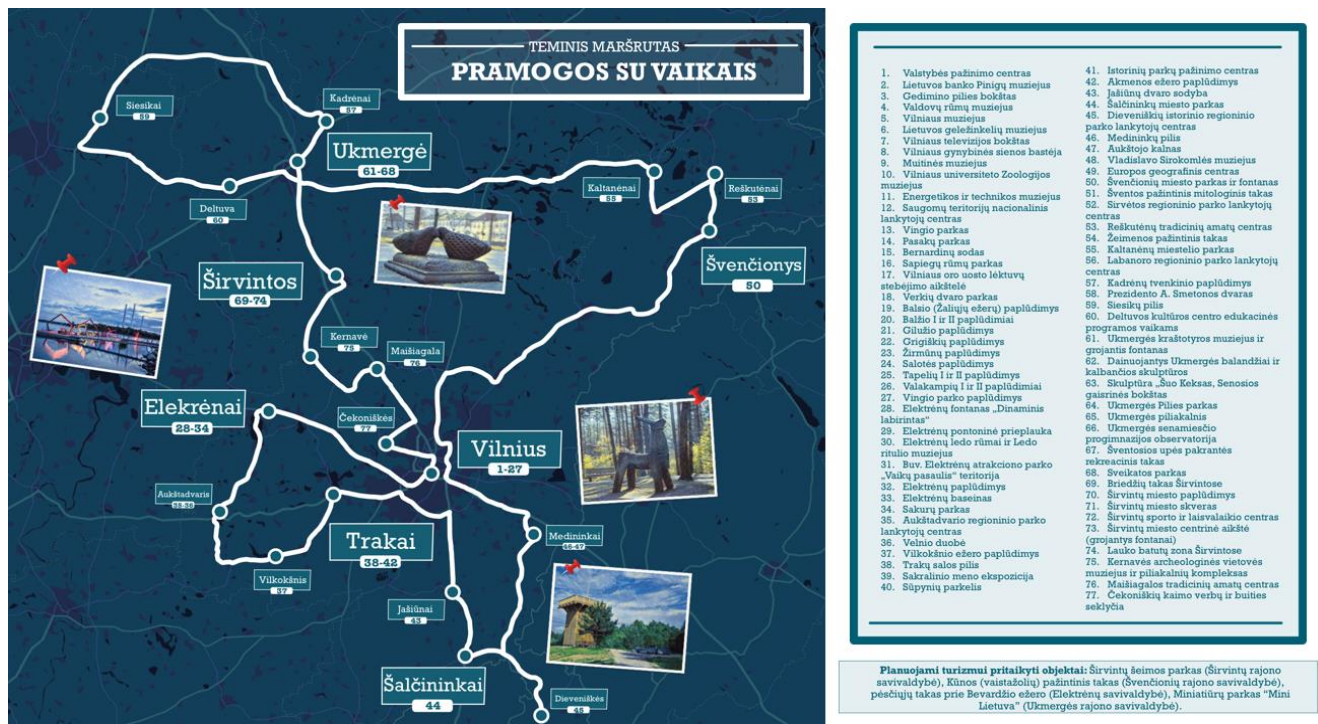 TEMINIS MARŠRUTAS
PRAMOGOS SU VAIKAIS
Siesikai
59
Kadrėnai
57
Ukmergė
61-68
Deltuva
60
Kaltanėnai
55
Reškutėnai
53
Švenčionys
50
Širvintos
69-74
Kernavė
75
Maišiagala
76
Elekrėnai
28-34
Čekoniškės
77
Vilnius
1-27
Aukštadvaris
35-36
Trakai
38-42
Medininkai
46-47
Vilkokšnis
37
Jašiūnai
43
Šalčininkai
44
Dieveniškės
45
1. Valstybės pažinimo centras
2. Lietuvos banko Pinigų muziejus
3. Gedimino pilies bokštas
4. Valdovų rūmų muziejus
5. Vilniaus muziejus
6. Lietuvos geležinkelių muziejus
7. Vilniaus televizijos bokštas
8. Vilniaus gynybinės sienos bastėja
9. Muitinės muziejus
10. Vilniaus universiteto Zoologijos
muziejus
11. Energetikos ir technikos muziejus
12. Saugomų teritorijų nacionalinis
lankytojų centras
13. Vingio parkas
14. Pasakų parkas
15. Bernardinų sodas
16. Sapiegų rūmų parkas
17. Vilniaus oro uosto lėktuvų
stebėjimo aikštelė
18. Verkių dvaro parkas
19. Balsio (Žaliųjų ežerų) paplūdimys
20. Balžio I ir II paplūdimiai
21. Gilužio paplūdimys
22. Grigiškių paplūdimys
23. Žirmūnų paplūdimys
24. Salotės paplūdimys
25. Tapelių I ir II paplūdimys
26. Valakampių I ir II paplūdimiai
27. Vingio parko paplūdimys
28. Elektrėnų fontanas „Dinaminis
labirintas"
29. Elektrėnų pontoninė prieplauka
30. Elektrėnų ledo rūmai ir Ledo
ritulio muziejus
31. Buv. Elektrėnų atrakciono parko
„Vaikų pasaulis" teritorija
32. Elektrėnų paplūdimys
33. Elektrėnų baseinas
34. Sakurų parkas
35. Aukštadvario regioninio parko
lankytojų centras
36. Velnio duobė
37. Vilkokšnio ežero paplūdimys
38. Trakų salos pilis
39. Sakralinio meno ekspozicija
40. Sūpynių parkelis
41. Istorinių parkų pažinimo centras
42. Akmenos ežero paplūdimys
43. Jašiūnų dvaro sodyba
44. Šalčininkų miesto parkas
45. Dieveniškių istorinio regioninio
parko lankytojų centras
46. Medininkų pilis
47. Aukštojo kalnas
48. Vladislavo Sirokomlės muziejus
49. Europos geografinis centras
50. Švenčionių miesto parkas ir fontanas
51. Šventos pažintinis mitologinis takas
52. Sirvėtos regioninio parko lankytojų
centras
53. Reškutėnų tradicinių amatų centras
54. Žeimenos pažintinis takas
55. Kaltanėnų miestelio parkas
56. Labanoro regioninio parko lankytojų
centras
57. Kadrėnų tvenkinio paplūdimys
58. Prezidento A. Smetonos dvaras
59. Siesikų pilis
60. Deltuvos kultūros centro edukacinės
programos vaikams
61. Ukmergės kraštotyros muziejus ir
grojantis fontanas
62. Dainuojantys Ukmergė balandžiai ir
kalbančios skulptūros
63. Skulptūra „Šuo Keksas, Senosios
gaisrinės bokštas
64. Ukmergės Pilies parkas
65. Ukmergės piliakalnis
66. Ukmergės senamiesčio
progimnazijos observatorija
67. Šventosios upės pakrantės
rekreacinis takas
68. Sveikatos parkas
69. Briedžių takas Širvintose
70. Širvintų miesto paplūdimys
71. Širvintų miesto skveras
72. Širvintų sporto ir laisvalaikio centras
73. Širvintų miesto centrinė aikštė
(grojantys fontanai)
74. Lauko batutų zona Širvintose
75. Kernavės archeologinės vietovės
muziejus ir piliakalnių kompleksas
76. Maišiagalos tradicinių amatų centras
77. Čekoniškių kaimo verbų ir buities
seklyčia
Planuojami turizmui pritaikyti objektai: Širvintų šeimos parkas (Širvintų rajono
savivaldybė), Kūnos (vaistažolių) pažintinis takas (Švenčionių rajono savivaldybė),
pėsčiųjų takas prie Bevardžio ežero (Elektrėnų savivaldybė), Miniatiūrų parkas "Mini
Lietuva" (Ukmergės rajono savivaldybė).